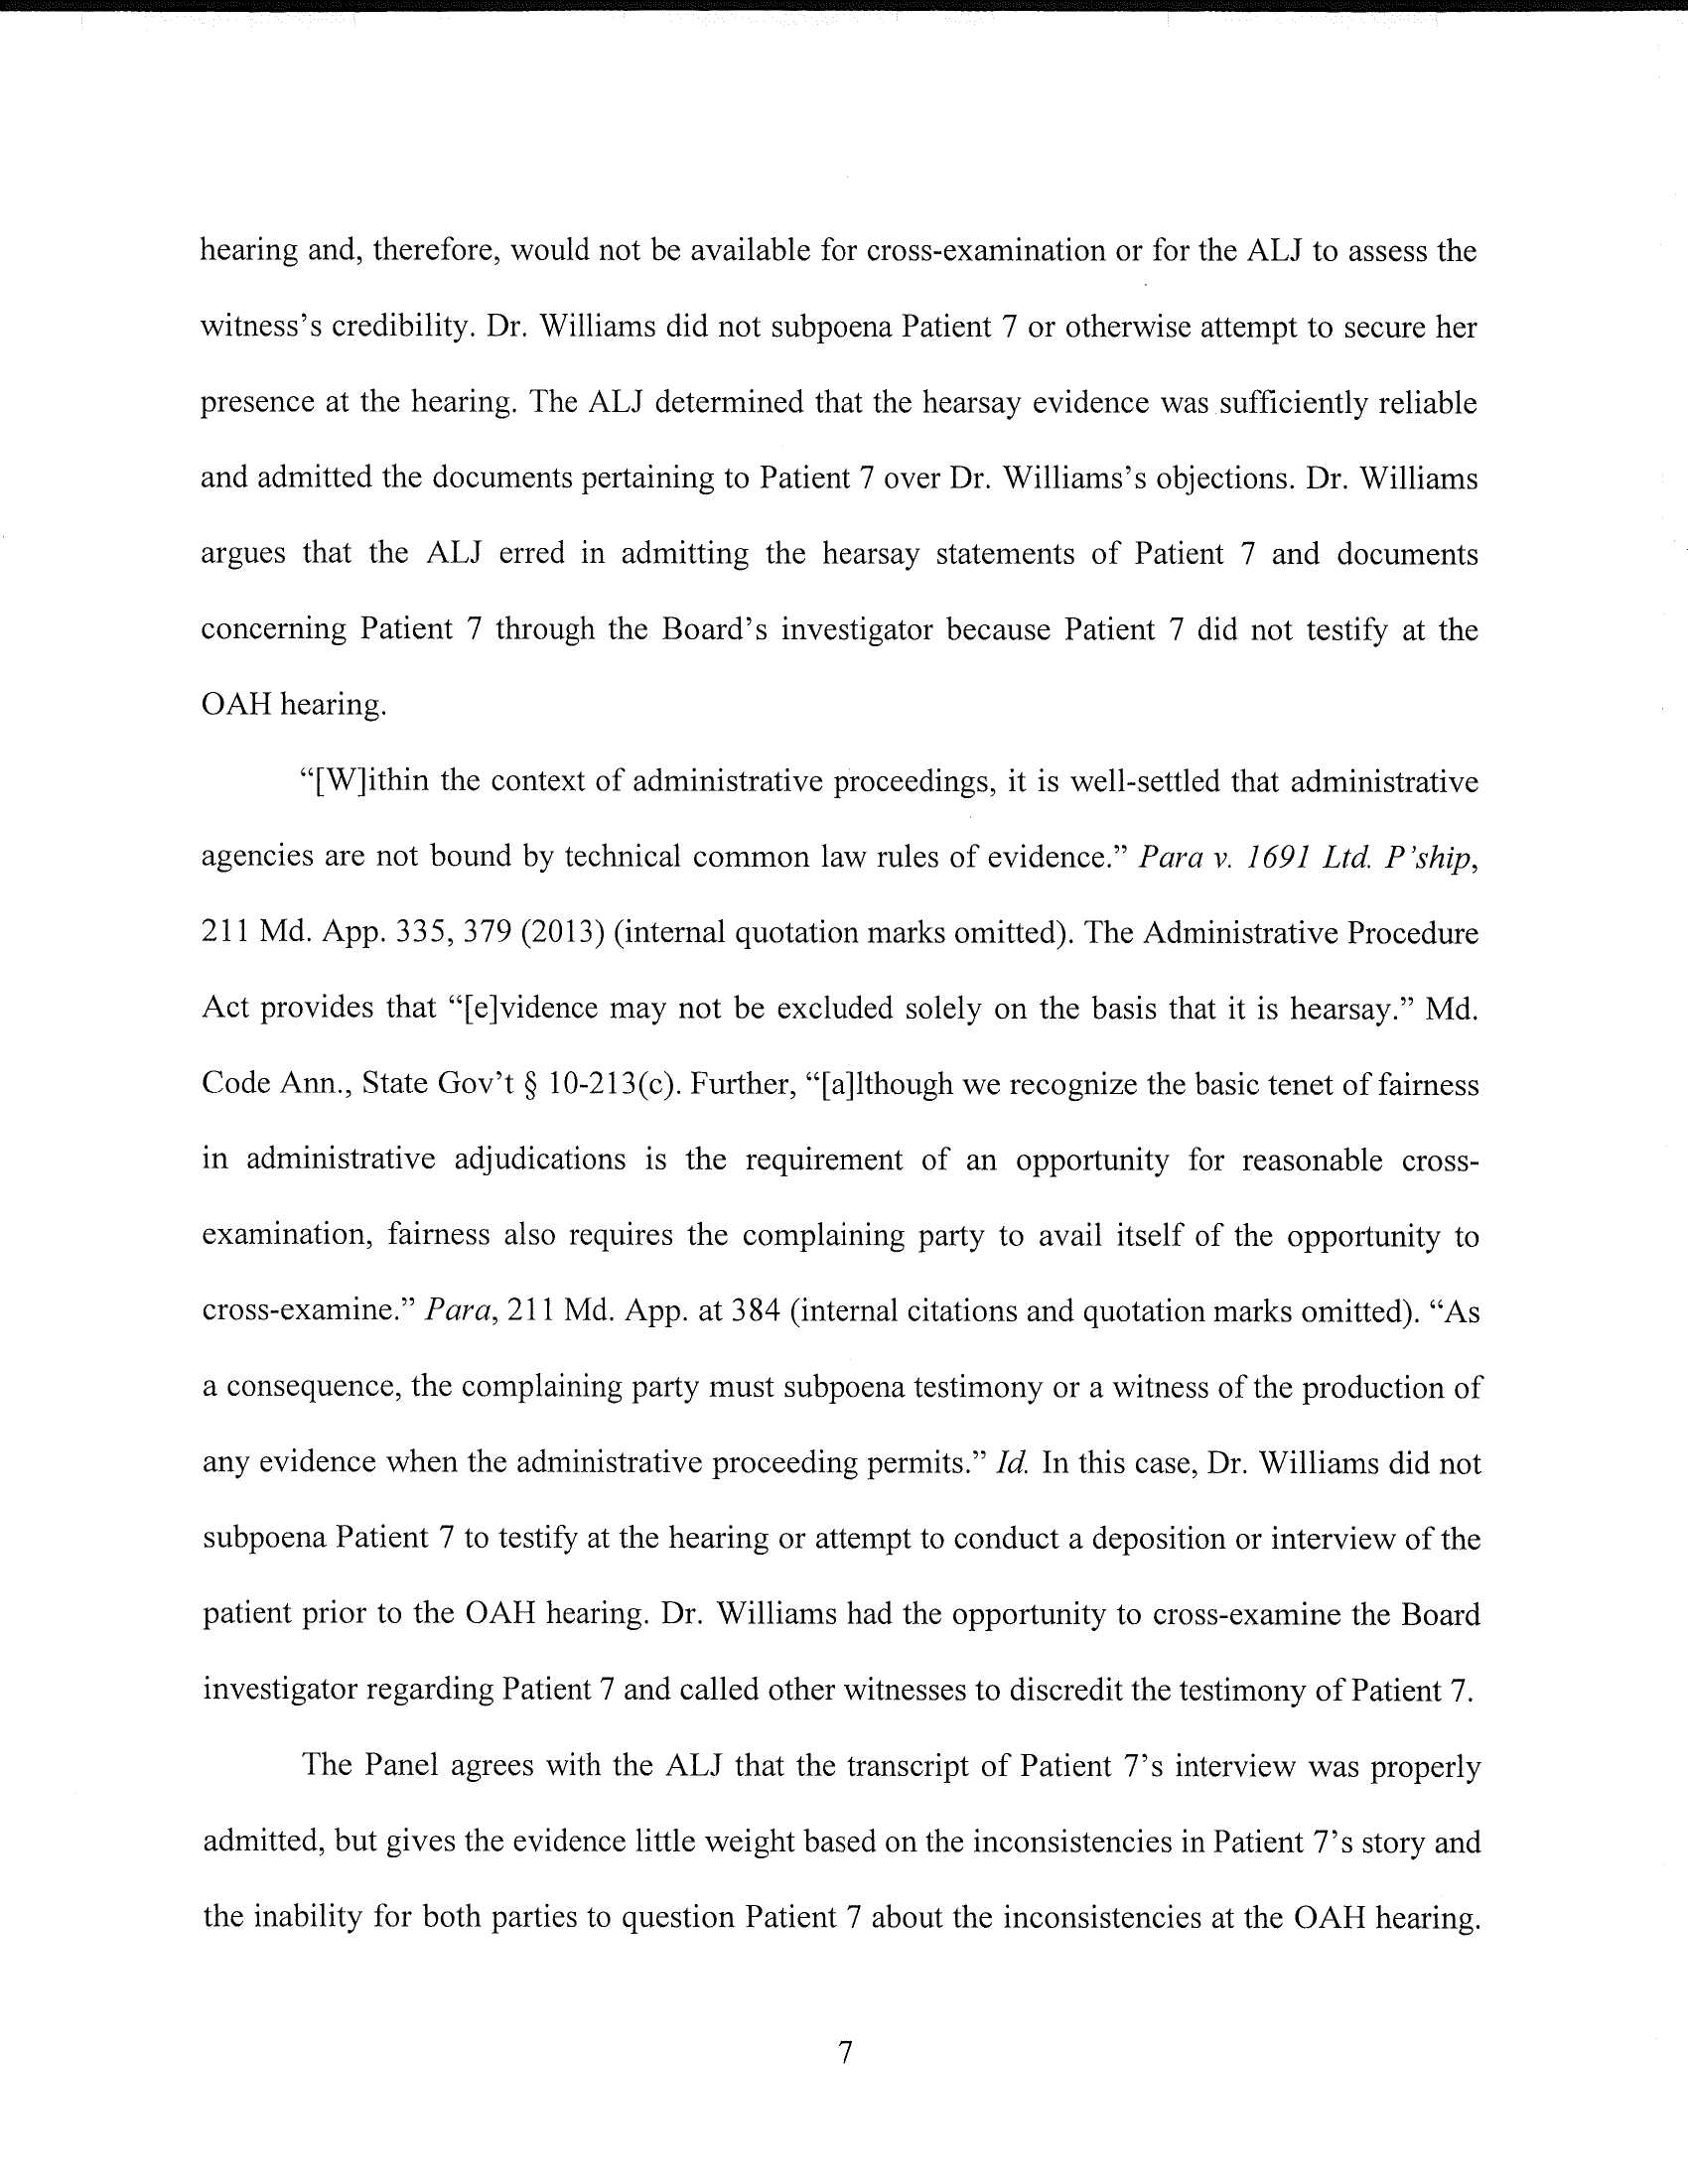 hearing and, therefore, would not be available for cross-examination or for the ALJ to assess the
witness’s credibility. Dr. Williams did not subpoena Patient 7 or otherwise attempt to secure her
presence at the hearing. The ALJ determined that the hearsay evidence was sufficiently reliable
and admitted the documents pertaining to Patient 7 over Dr. Williams’s objections. Dr. Williams
argues that the ALJ erred in admitting the hearsay statements of Patient 7 and documents
concerning Patient 7 through the Board’s investigator because Patient 7 did not testify at the
OAH hearing.
“[W]ithin the context of administrative proceedings, it is well-settled that administrative
agencies are not bound by technical common law rules of evidence.” Para v. 1691 Ltd. P’ship,
211 Md. App. 335, 379 (2013) (internal quotation marks omitted). The Administrative Procedure
Act provides that “[e]vidence may not be excluded solely on the basis that it is hearsay.” Md.
Code Ann., State Gov’t § 10-213(c). Further, “[a]lthough we recognize the basic tenet of fairness
in administrative adjudications is the requirement of an opportunity for reasonable cross-
examination, fairness also requires the complaining party to avail itself of the opportunity to
cross-examine.” Para, 211 Md. App. at 384 (internal citations and quotation marks omitted). “As
a consequence, the complaining party must subpoena testimony or a witness of the production of
any evidence when the administrative proceeding permits.” Id. In this case, Dr. Williams did not
subpoena Patient 7 to testify at the hearing or attempt to conduct a deposition or interview of the
patient prior to the OAH hearing. Dr. Williams had the opportunity to cross-examine the Board
investigator regarding Patient 7 and called other witnesses to discredit the testimony of Patient 7.
The Panel agrees with the ALJ that the transcript of Patient 7’s interview was properly
admitted, but gives the evidence little weight based on the inconsistencies in Patient 7’s story and
the inability for both parties to question Patient 7 about the inconsistencies at the OAH hearing.
7